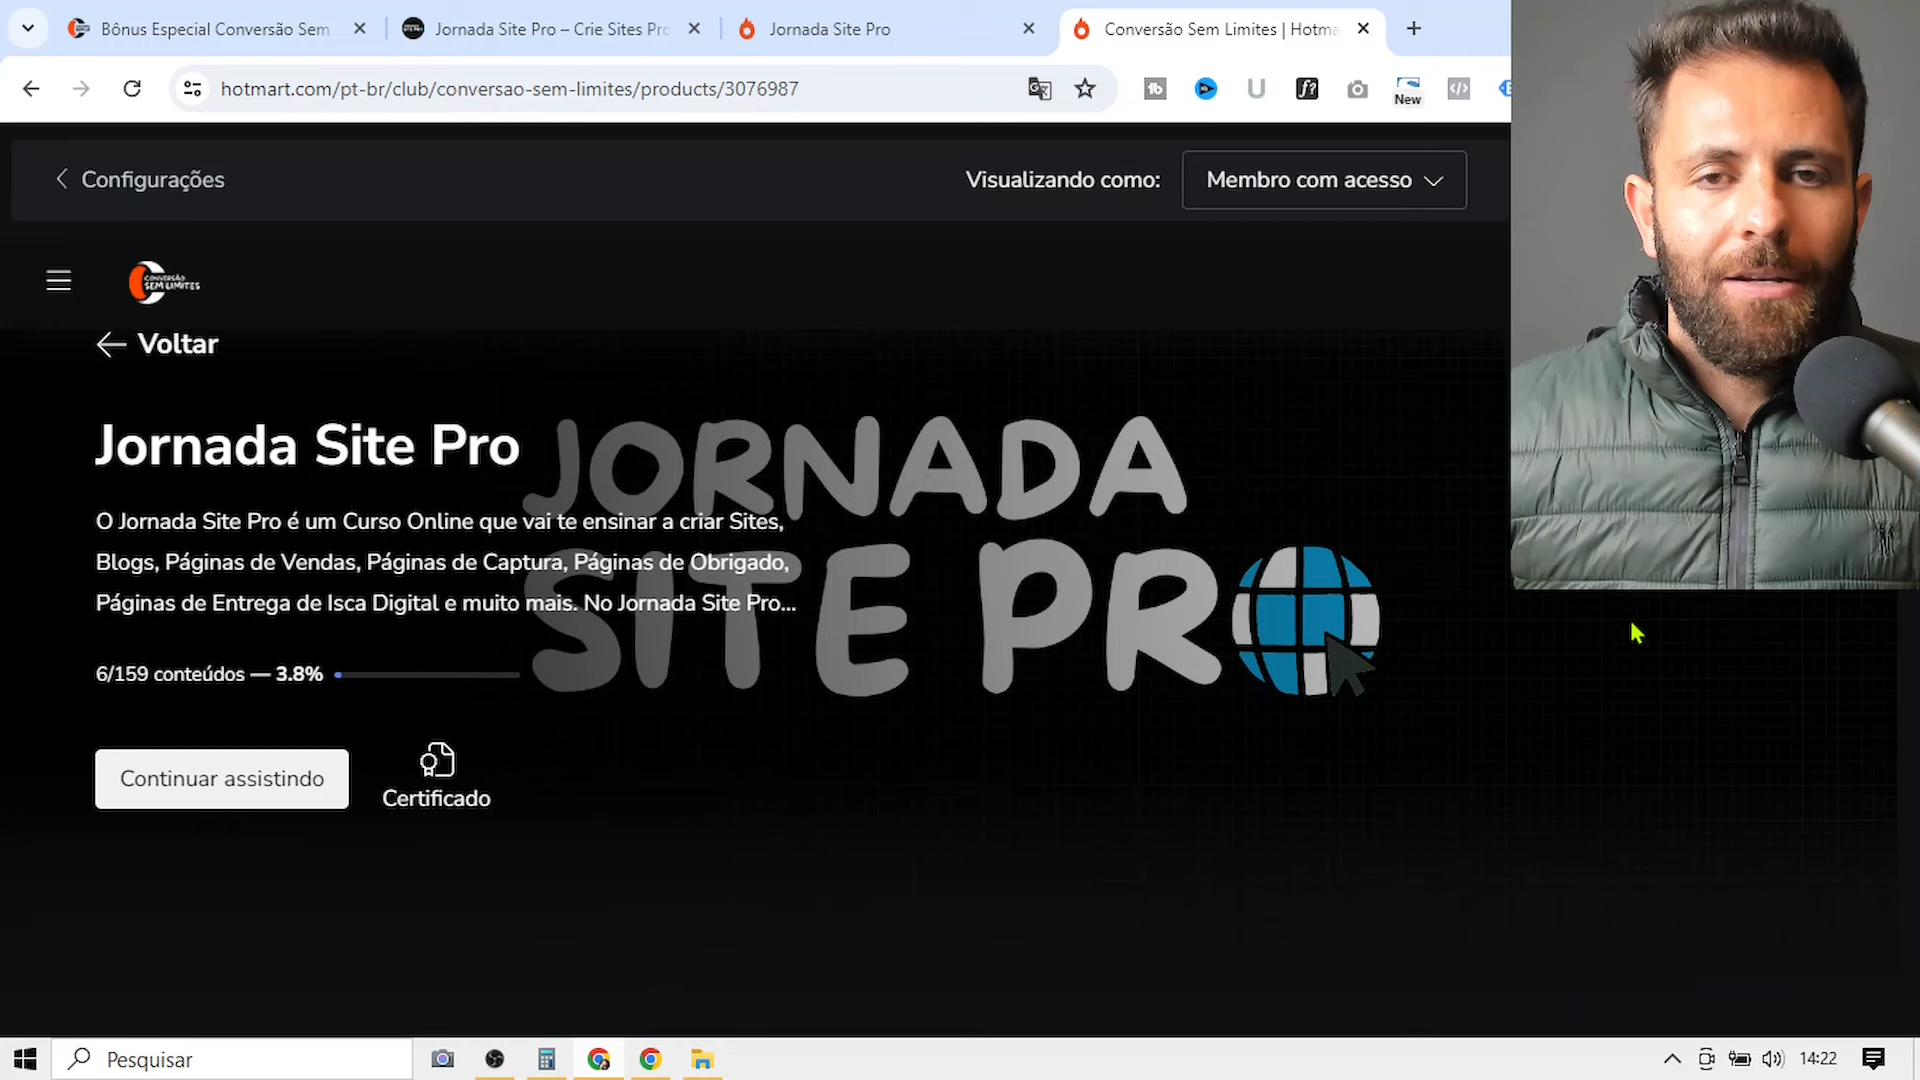 Bônus Especial Conversão Sem
Jornada Site Pro – Crie Sites Pro
Jornada Site Pro
Conversão Sem Limites | Hotma
hotmart.com/pt-br/club/conversao-sem-limites/products/3076987
New
Configurações
Visualizando como:
Membro com acesso
CONVERSÃO
SEM LIMITES
Voltar
Jornada Site Pro
JORNADA
SITE PRO
O Jornada Site Pro é um Curso Online que vai te ensinar a criar Sites,
Blogs, Páginas de Vendas, Páginas de Captura, Páginas de Obrigado,
Páginas de Entrega de Isca Digital e muito mais. No Jornada Site Pro...
6/159 conteúdos — 3.8%
Continuar assistindo
Certificado
Pesquisar
14:22